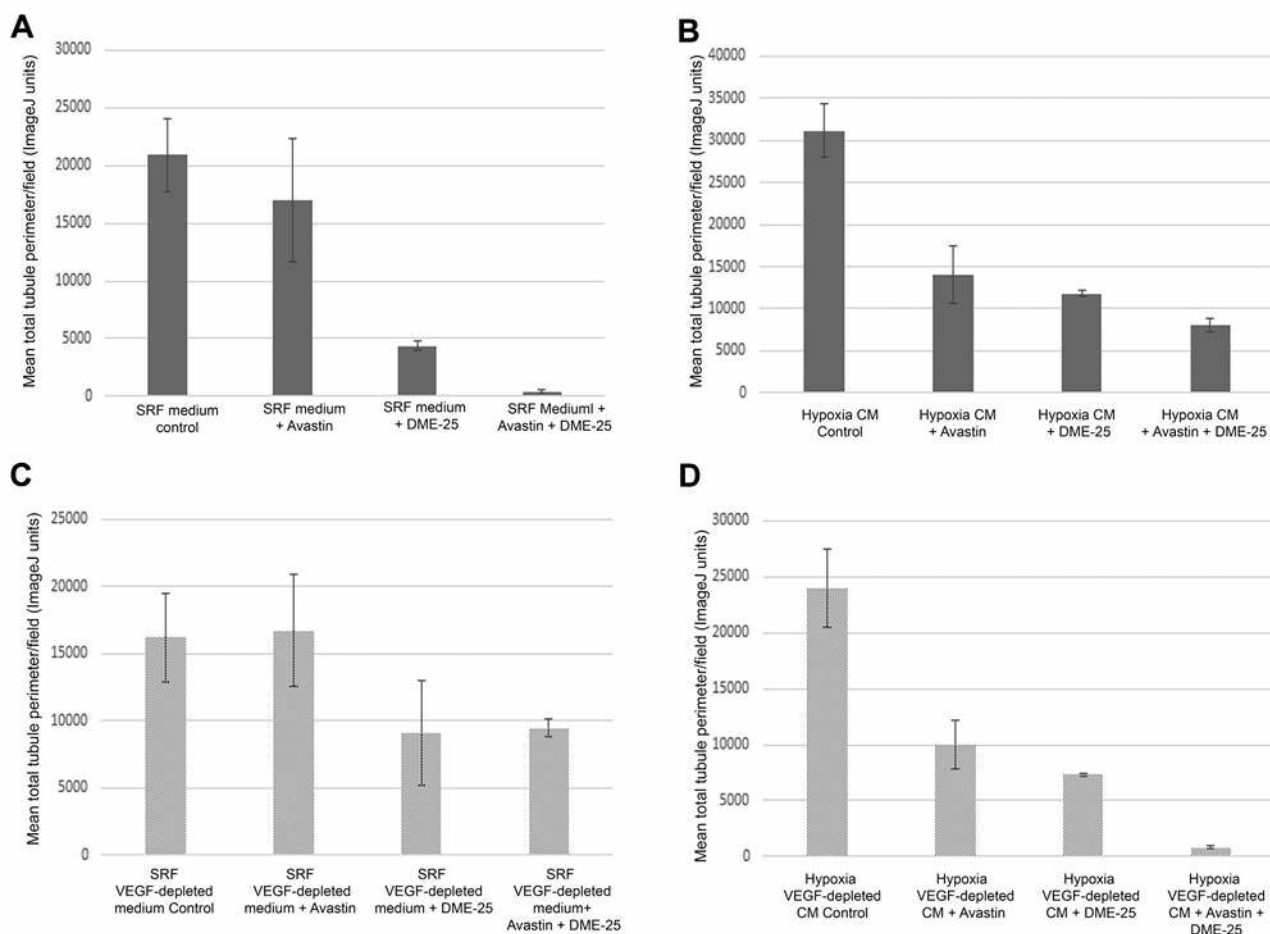 A
Mean total tubule perimeter/field (ImageJ units)
30000
25000
20000
15000
10000
5000
0
SRF medium
control
SRF medium
+ Avastin
SRF medium
+ DME-25
SRF MediumI +
Avastin + DME-25
B
Mean total tubule perimeter/field (ImageJ units)
40000
35000
30000
25000
20000
15000
10000
5000
0
Hypoxia CM
Control
Hypoxia CM
+ Avastin
Hypoxia CM
+ DME-25
Hypoxia CM
+ Avastin + DME-25
C
Mean total tubule perimeter/field (ImageJ units)
25000
20000
15000
10000
5000
0
SRF
VEGF-depleted
medium Control
SRF
VEGF-depleted
medium + Avastin
SRF
VEGF-depleted
medium + DME-25
SRF
VEGF-depleted
medium+
Avastin + DME-25
D
Mean total tubule perimeter/field (ImageJ units)
30000
25000
20000
15000
10000
5000
0
Hypoxia
VEGF-depleted
CM Control
Hypoxia
VEGF-depleted
CM + Avastin
Hypoxia
VEGF-depleted
CM + DME-25
Hypoxia
VEGF-depleted
CM + Avastin +
DME-25